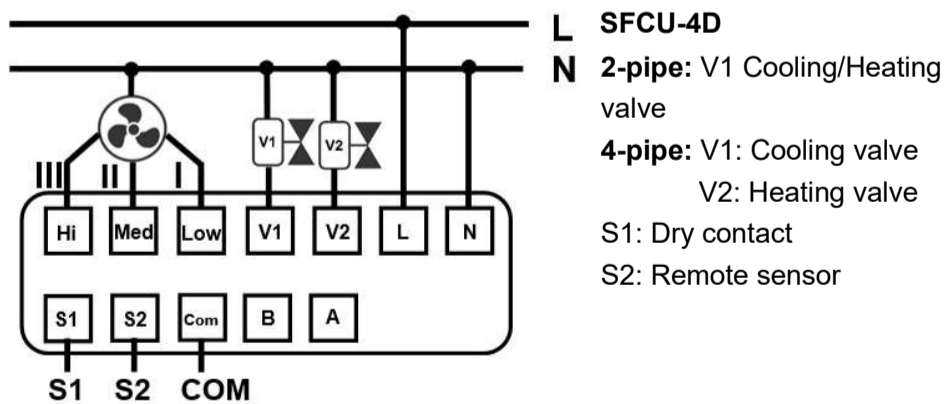 L
N
SFCU-4D
2-pipe: V1 Cooling/Heating
valve
4-pipe: V1: Cooling valve
V2: Heating valve
S1: Dry contact
S2: Remote sensor
V1
V2
III
II
I
Hi
Med
Low
V1
V2
L
N
S1
S2
Com
B
A
S1
S2
COM